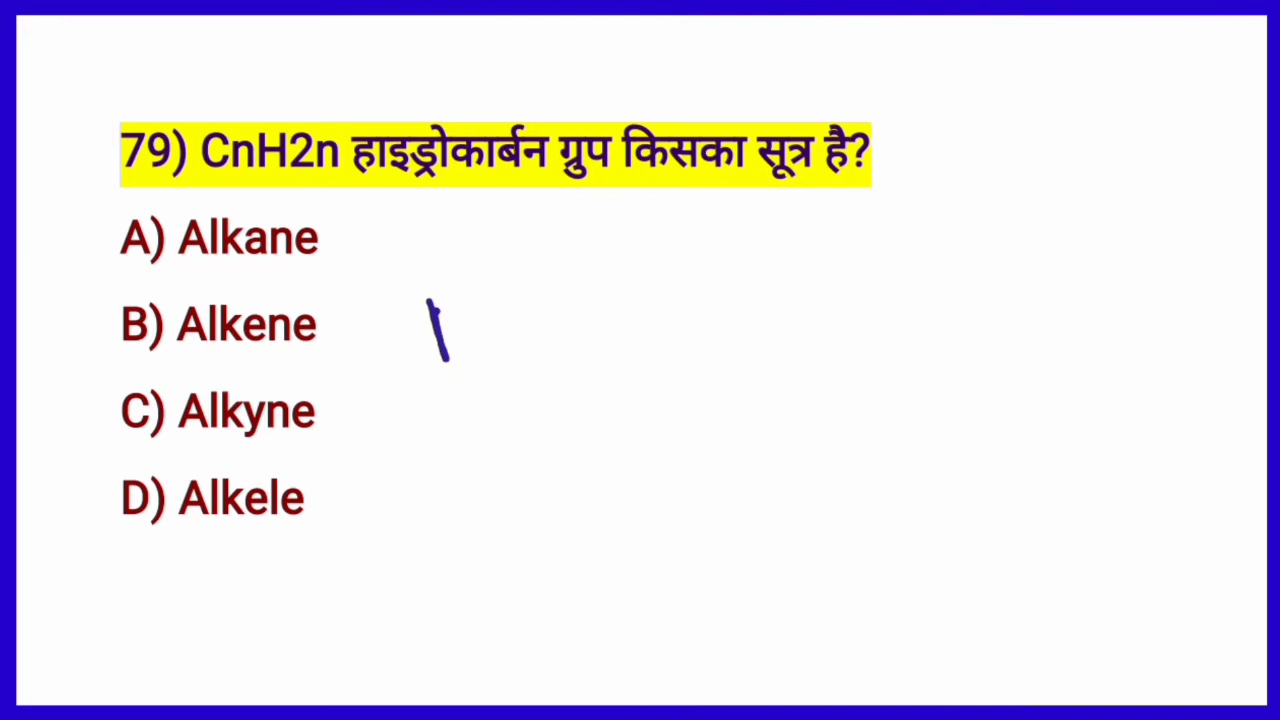 79) CnH2n हाइड्रोकार्बन ग्रुप किसका सूत्र है?
A) Alkane
B) Alkene
C) Alkyne
D) Alkele